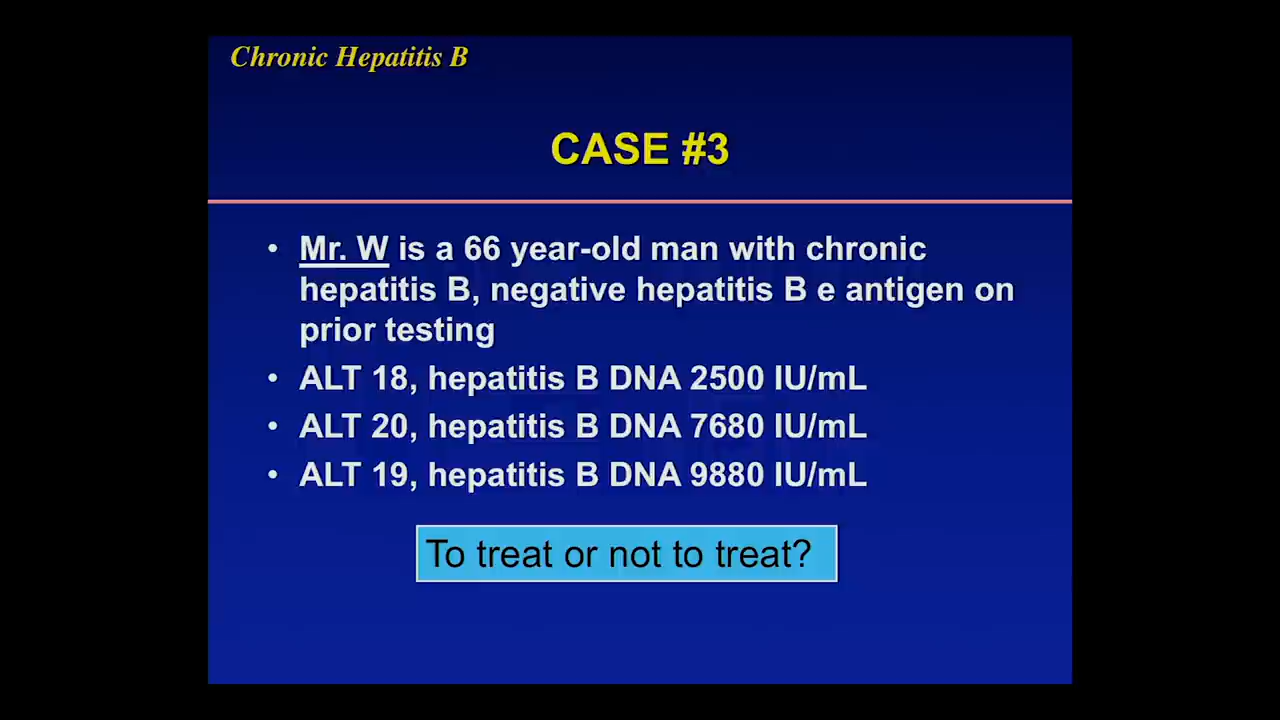 Chronic Hepatitis B
CASE #3
• Mr. W is a 66 year-old man with chronic
hepatitis B, negative hepatitis B e antigen on
prior testing
• ALT 18, hepatitis B DNA 2500 IU/mL
• ALT 20, hepatitis B DNA 7680 IU/mL
• ALT 19, hepatitis B DNA 9880 IU/mL
To treat or not to treat?